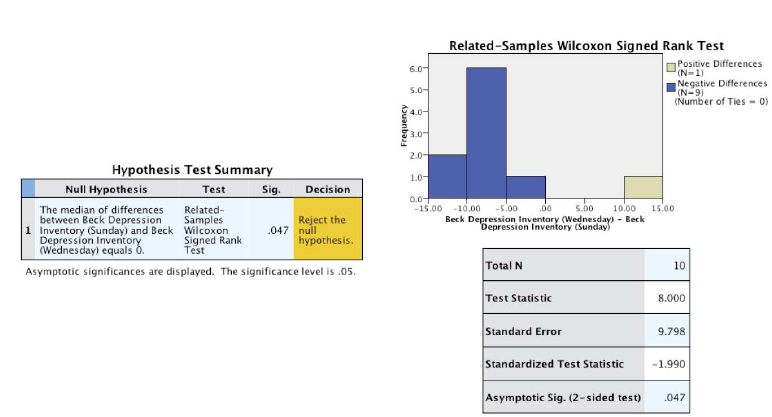 Hypothesis Test Summary
Null Hypothesis Test Sig. Decision
1 The median of differences between Beck Depression Inventory (Sunday) and Beck Depression Inventory (Wednesday) equals 0. Related-Samples Wilcoxon Signed Rank Test .047 Reject the null hypothesis.
Asymptotic significances are displayed. The significance level is .05.
Related-Samples Wilcoxon Signed Rank Test
Positive Differences
(N=1)
Negative Differences
(N=9)
(Number of Ties = 0)
Frequency
6.0
5.0
4.0
3.0
2.0
1.0
0.0
-15.00 -10.00 -5.00 .00 5.00 10.00 15.00
Beck Depression Inventory (Wednesday) - Beck
Depression Inventory (Sunday)
Total N 10
Test Statistic 8.000
Standard Error 9.798
Standardized Test Statistic -1.990
Asymptotic Sig. (2-sided test) .047